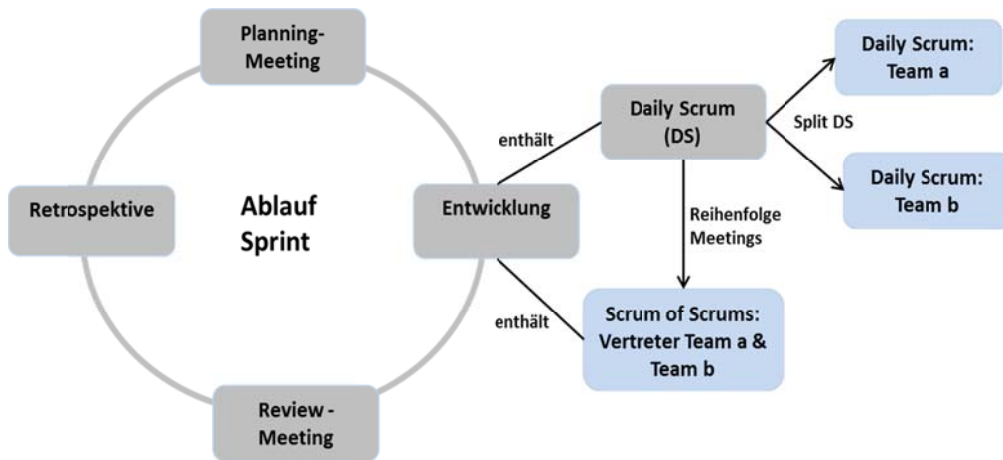 Planning-
Meeting
Retrospektive
Ablauf
Sprint
Entwicklung
Review -
Meeting
enthält
enthält
Daily Scrum
(DS)
Reihenfolge
Meetings
Scrum of Scrums:
Vertreter Team a &
Team b
Split DS
Daily Scrum:
Team a
Daily Scrum:
Team b